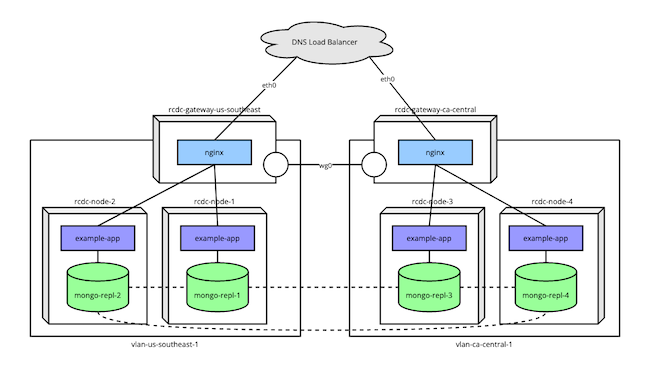 DNS Load Balancer
eth0
eth0
rcdc-gateway-us-southeast
rcdc-gateway-ca-central
nginx
nginx
wg0
rcdc-node-2
rcdc-node-1
rcdc-node-3
rcdc-node-4
example-app
example-app
example-app
example-app
mongo-repl-2
mongo-repl-1
mongo-repl-3
mongo-repl-4
vlan-us-southeast-1
vlan-ca-central-1